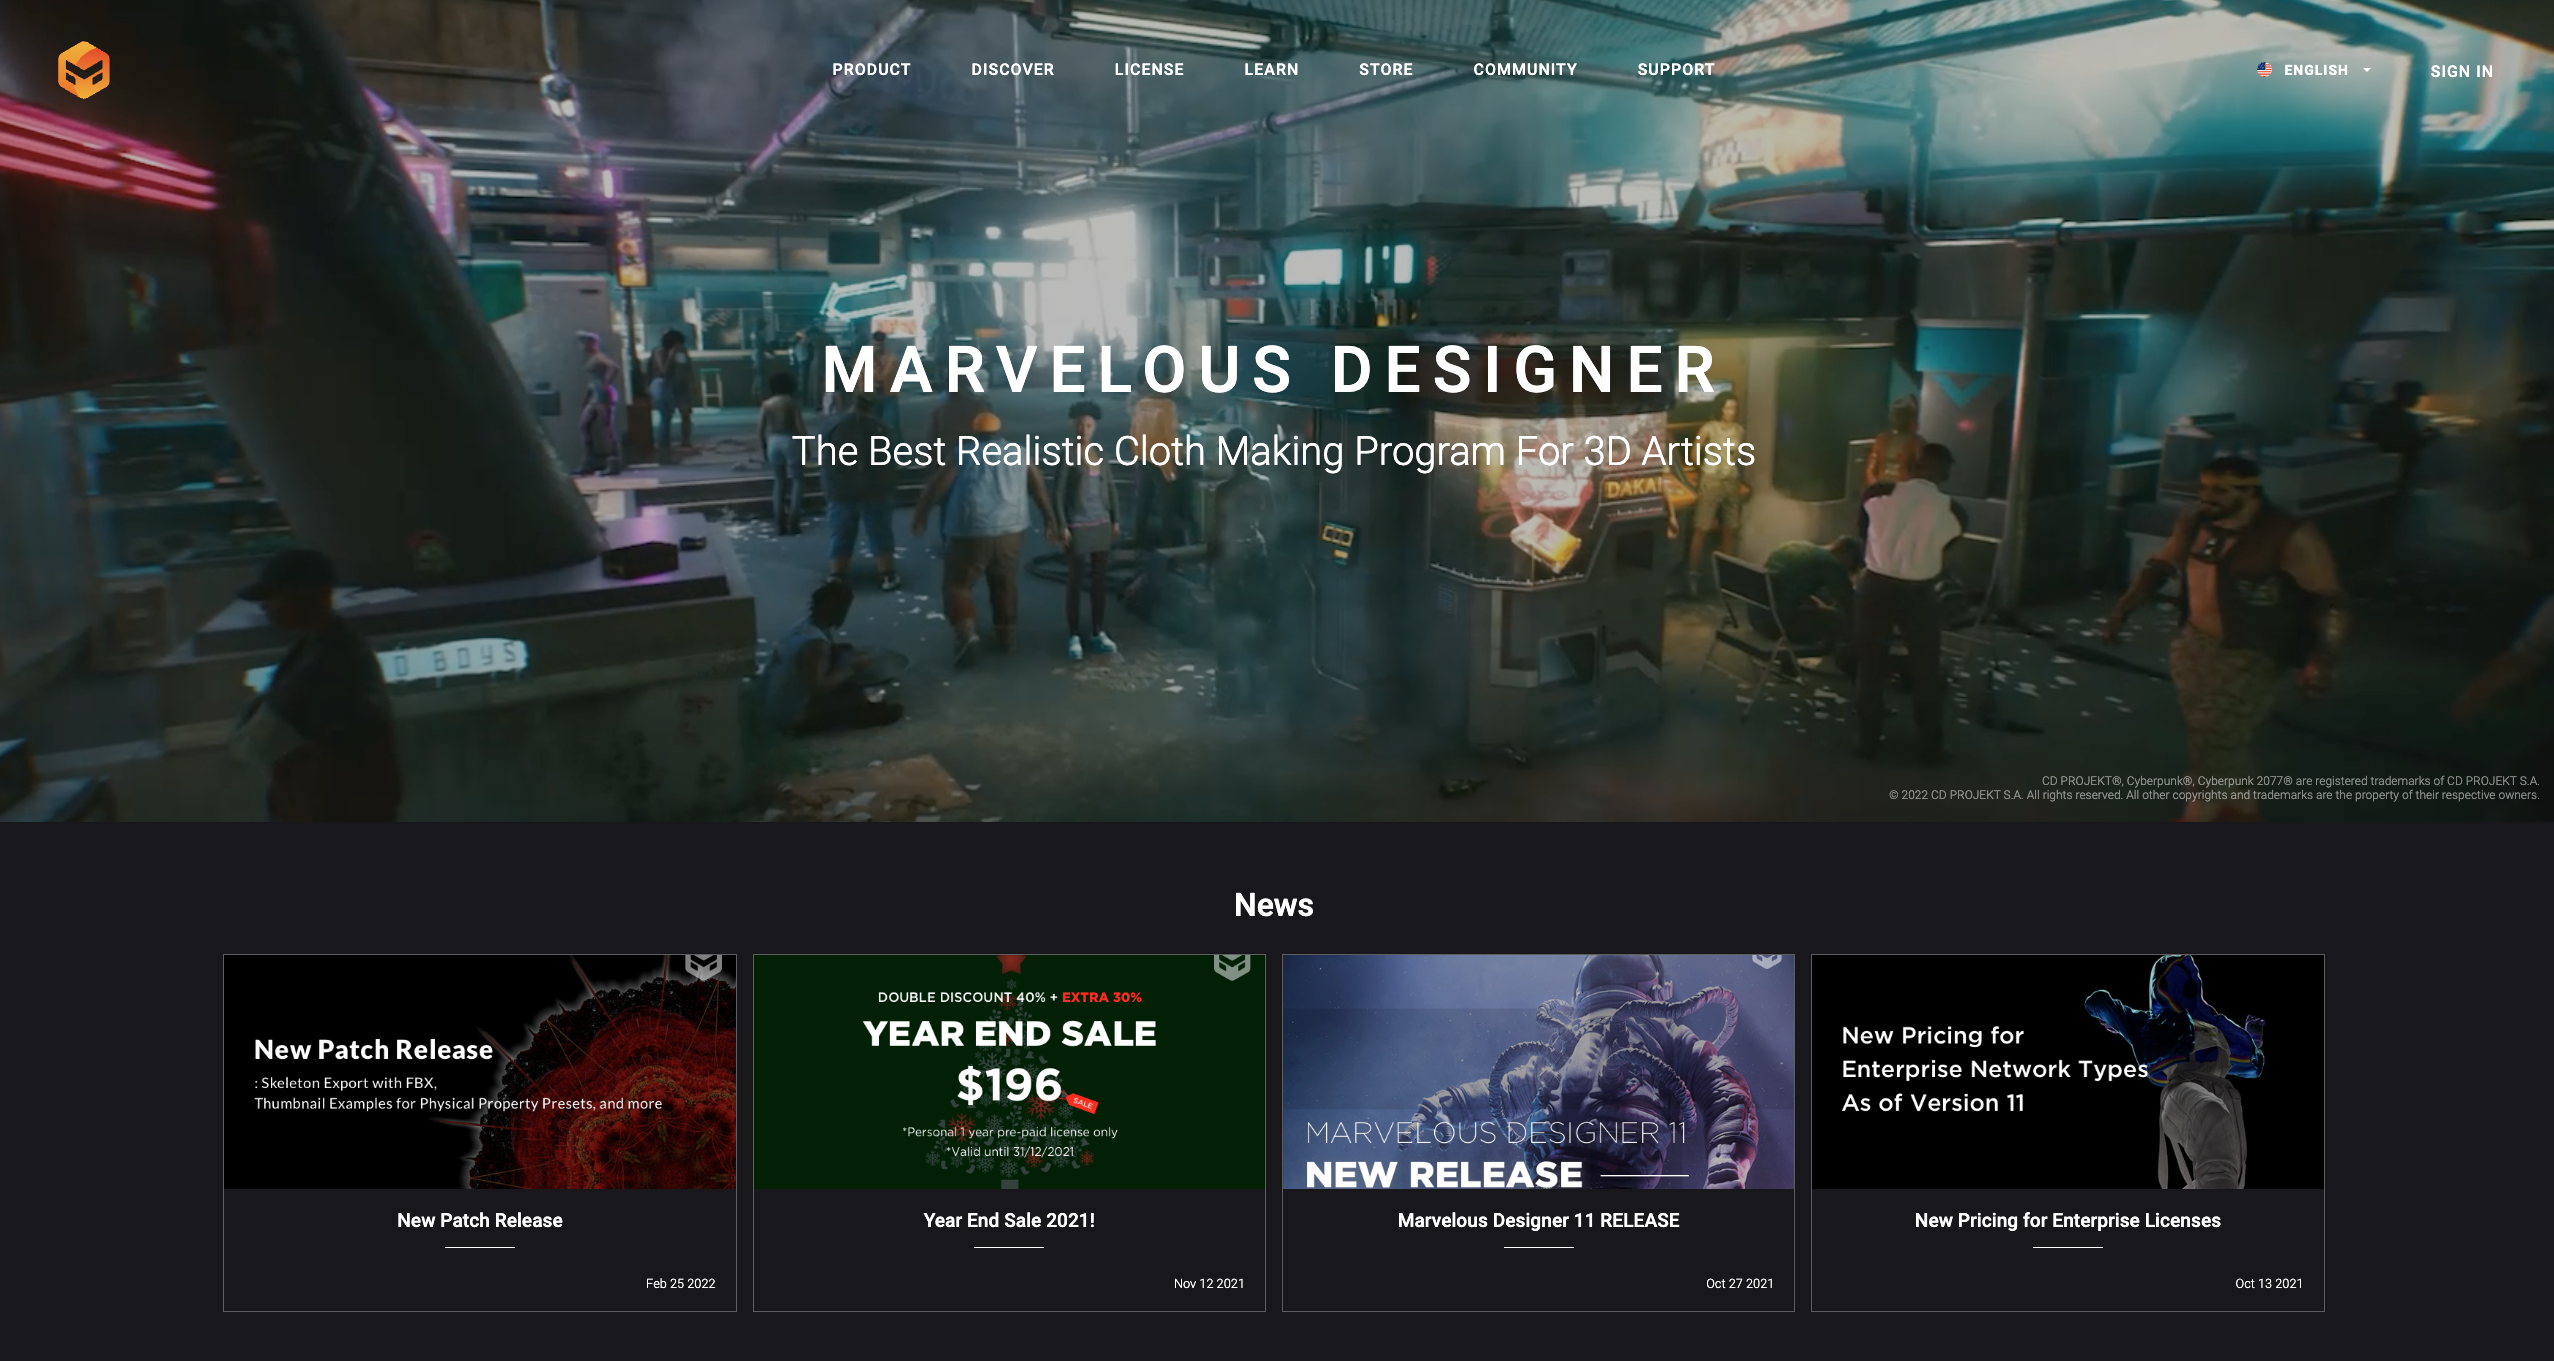 PRODUCT
DISCOVER
LICENSE
LEARN
STORE
COMMUNITY
SUPPORT
ENGLISH
SIGN IN
MARVELOUS DESIGNER
The Best Realistic Cloth Making Program For 3D Artists
DAKAI
BOYS
CD PROJEKT®, Cyberpunk®, Cyberpunk 2077® are registered trademarks of CD PROJEKT S.A.
© 2022 CD PROJEKT S.A. All rights reserved. All other copyrights and trademarks are the property of their respective owners.
News
New Patch Release
: Skeleton Export with FBX,
Thumbnail Examples for Physical Property Presets, and more
New Patch Release
Feb 25 2022
DOUBLE DISCOUNT 40% + EXTRA 30%
YEAR END SALE
$196
SALE
*Personal 1 year pre-paid license only
*Valid until 31/12/2021
Year End Sale 2021!
Nov 12 2021
MARVELOUS DESIGNER 11
NEW RELEASE
Marvelous Designer 11 RELEASE
Oct 27 2021
New Pricing for
Enterprise Network Types
As of Version 11
New Pricing for Enterprise Licenses
Oct 13 2021